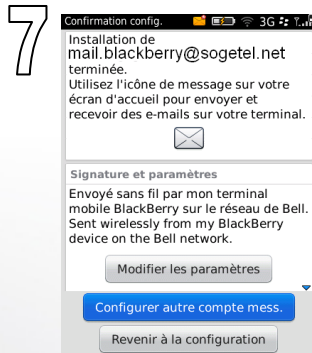 7
Confirmation config.
3G
Installation de
mail.blackberry@sogetel.net
terminée.
Utilisez l'icône de message sur votre
écran d'accueil pour envoyer et
recevoir des e-mails sur votre terminal.
Signature et paramètres
Envoyé sans fil par mon terminal
mobile BlackBerry sur le réseau de Bell.
Sent wirelessly from my BlackBerry
device on the Bell network.
Modifier les paramètres
Configurer autre compte mess.
Revenir à la configuration